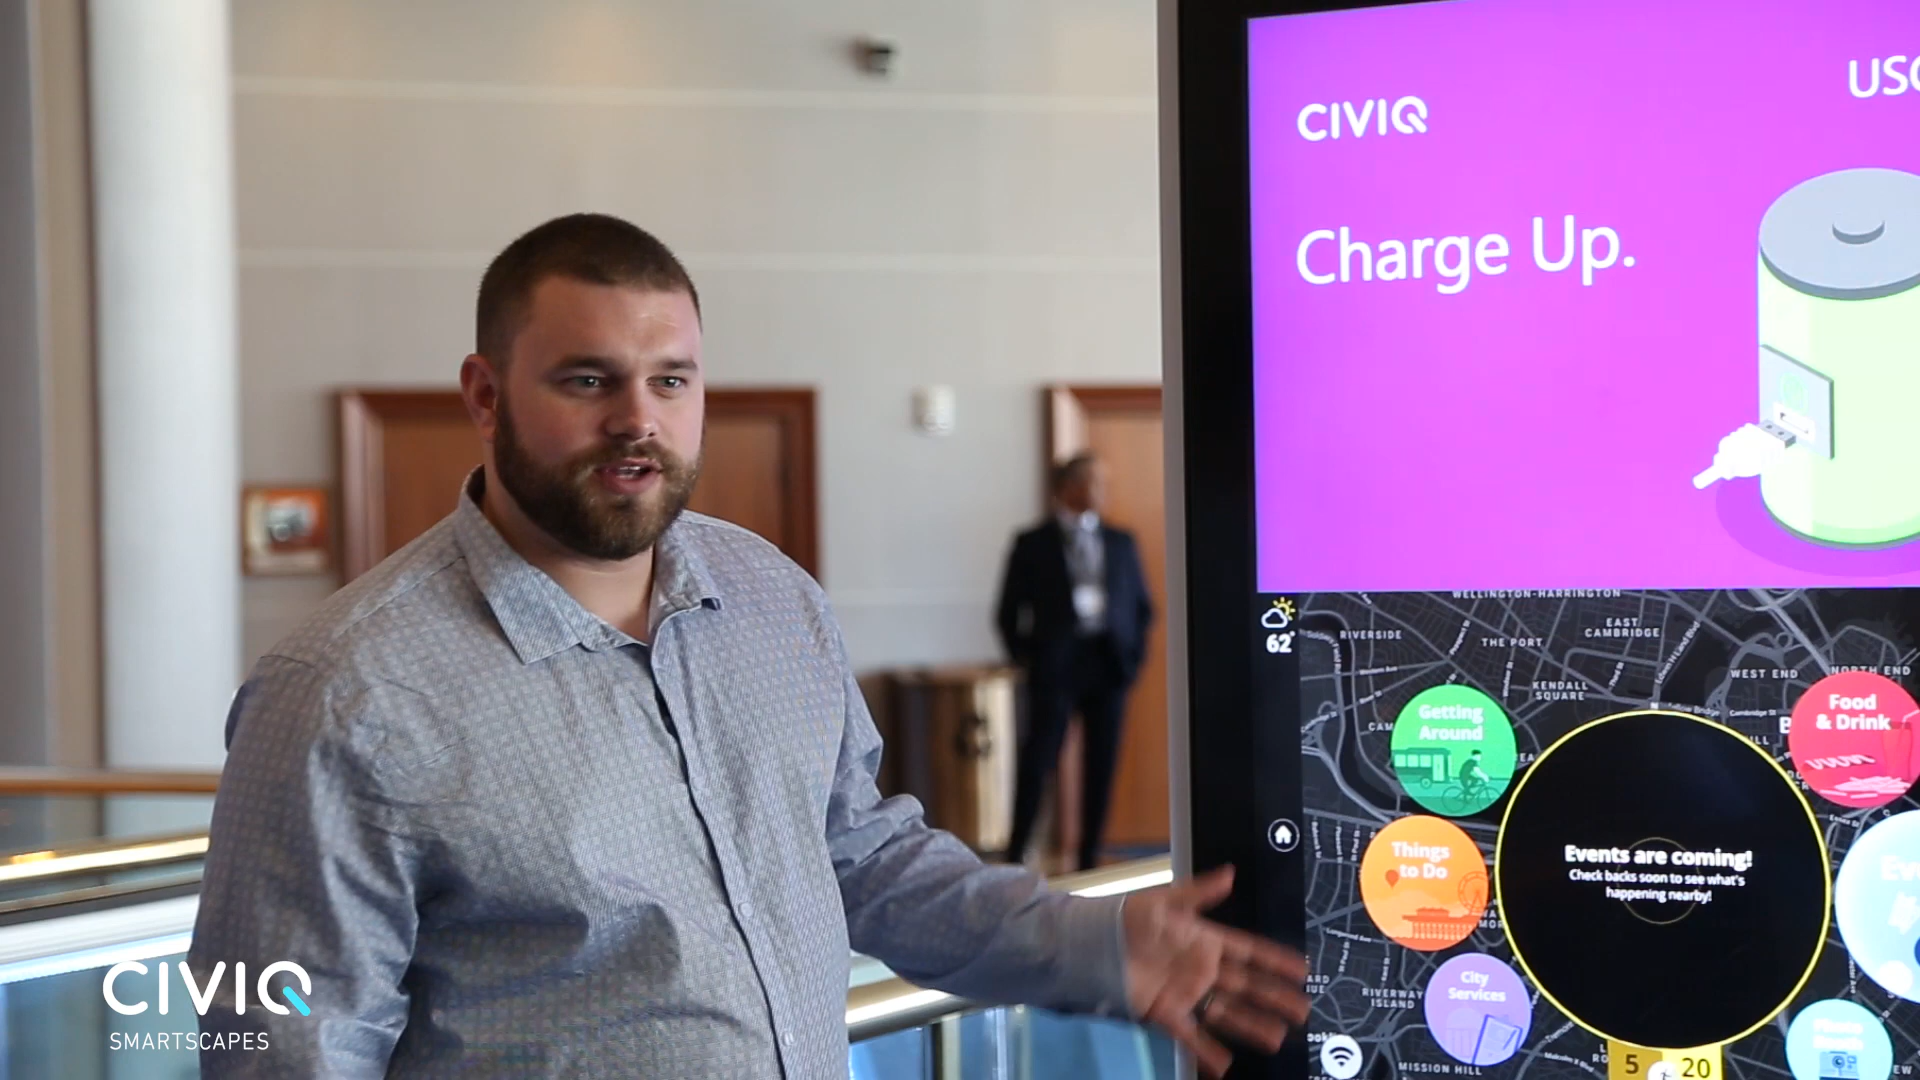 CIVIQ
Charge Up.
62°
WELLINGTON-HARRINGTON
RIVERSIDE
THE PORT
EAST
CAMBRIDGE
KENDALL
SQUARE
WEST END
NORTH END
Getting
Around
Food
& Drink
Things
to Do
Events are coming!
Check backs soon to see what's
happening nearby!
City
Services
RIVERWAY
ISLAND
MISSION HILL
5
20
CIVIQ
SMARTSCAPES